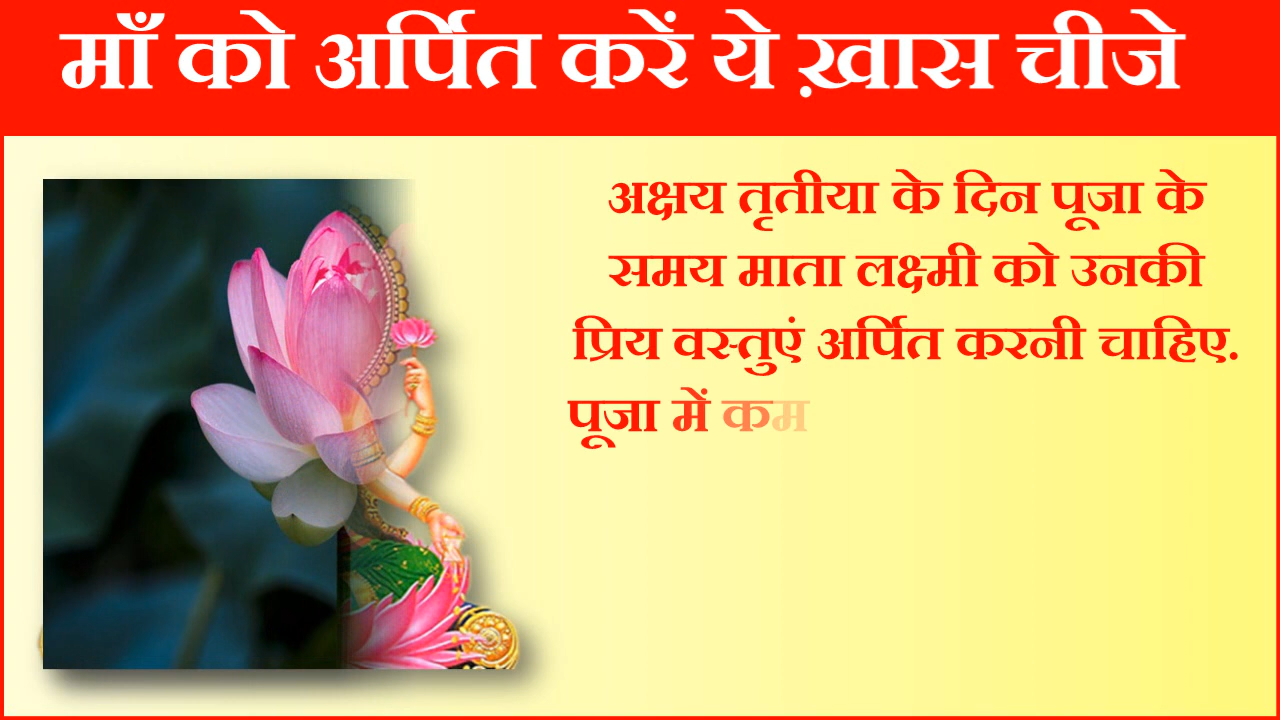 माँ को अर्पित करें ये ख़ास चीजे
अक्षय तृतीया के दिन पूजा के
समय माता लक्ष्मी को उनकी
प्रिय वस्तुएं अर्पित करनी चाहिए.
पूजा में कम